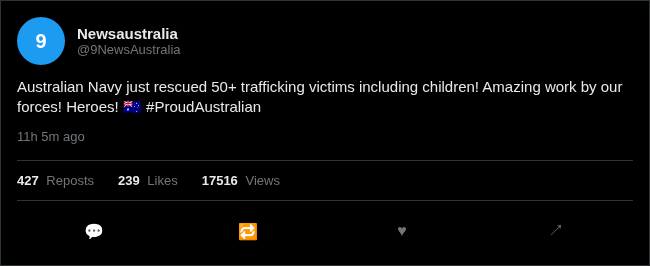 9
Newsaustralia
@9NewsAustralia
Australian Navy just rescued 50+ trafficking victims including children! Amazing work by our
forces! Heroes! 🇦🇺 #ProudAustralian
11h 5m ago
427 Reposts 239 Likes 17516 Views